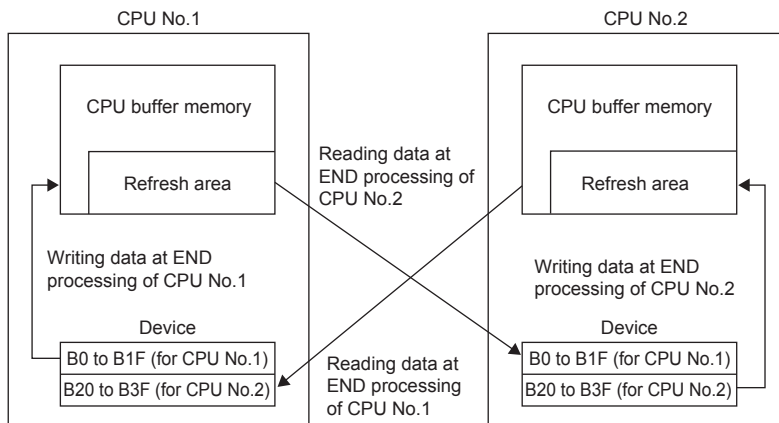 CPU No.1
CPU No.2
CPU buffer memory
CPU buffer memory
Refresh area
Reading data at
END processing of
CPU No.2
Refresh area
Writing data at END
processing of CPU No.1
Writing data at END
processing of CPU No.2
Device
Device
B0 to B1F (for CPU No.1)
B20 to B3F (for CPU No.2)
Reading data at
END processing
of CPU No.1
B0 to B1F (for CPU No.1)
B20 to B3F (for CPU No.2)